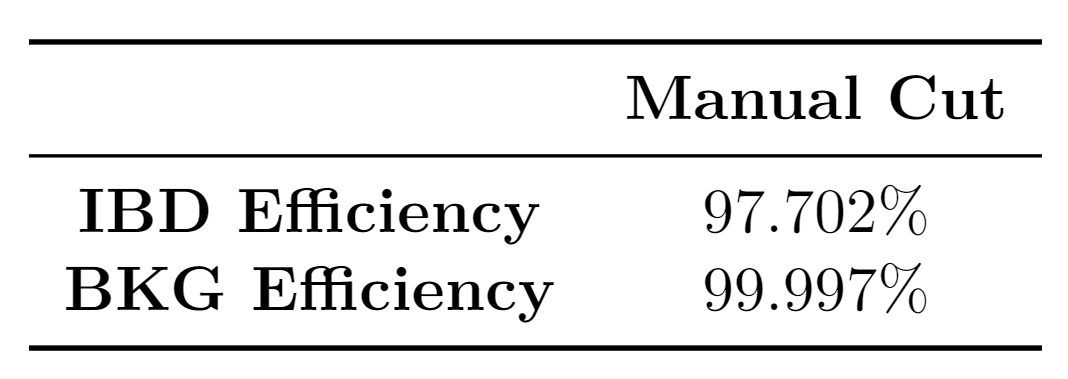 Manual Cut
IBD Efficiency 97.702%
BKG Efficiency 99.997%